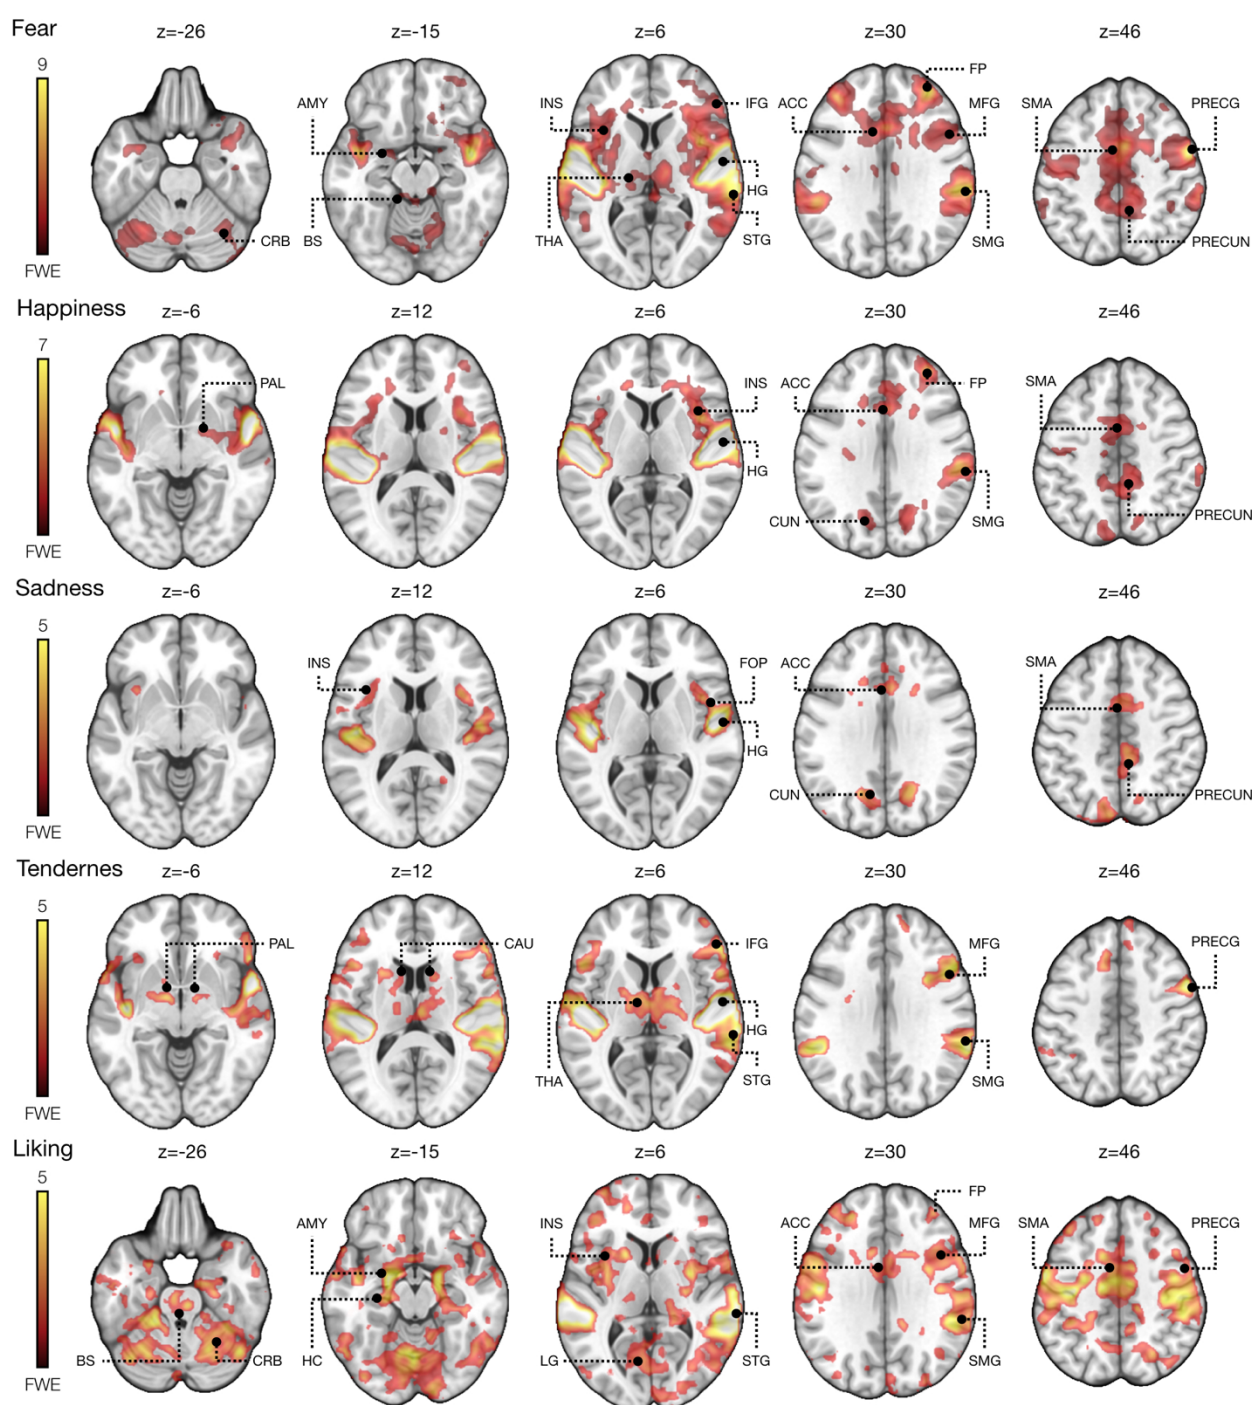 Fear
z=-26 z=-15 z=6 z=30 z=46
9
FP
AMY INS IFG ACC MFG SMA PRECG
HG
CRB BS THA STG SMG PRECUN
FWE
Happiness
z=-6 z=12 z=6 z=30 z=46
7
PAL INS ACC FP SMA
HG
CUN SMG PRECUN
FWE
Sadness
z=-6 z=12 z=6 z=30 z=46
5
INS FOP ACC SMA
HG
CUN PRECUN
FWE
Tendernes
z=-6 z=12 z=6 z=30 z=46
5
PAL CAU IFG MFG PRECG
HG
THA STG SMG
FWE
Liking
z=-26 z=-15 z=6 z=30 z=46
5
FP
AMY INS ACC MFG SMA PRECG
BS CRB HC LG STG SMG
FWE